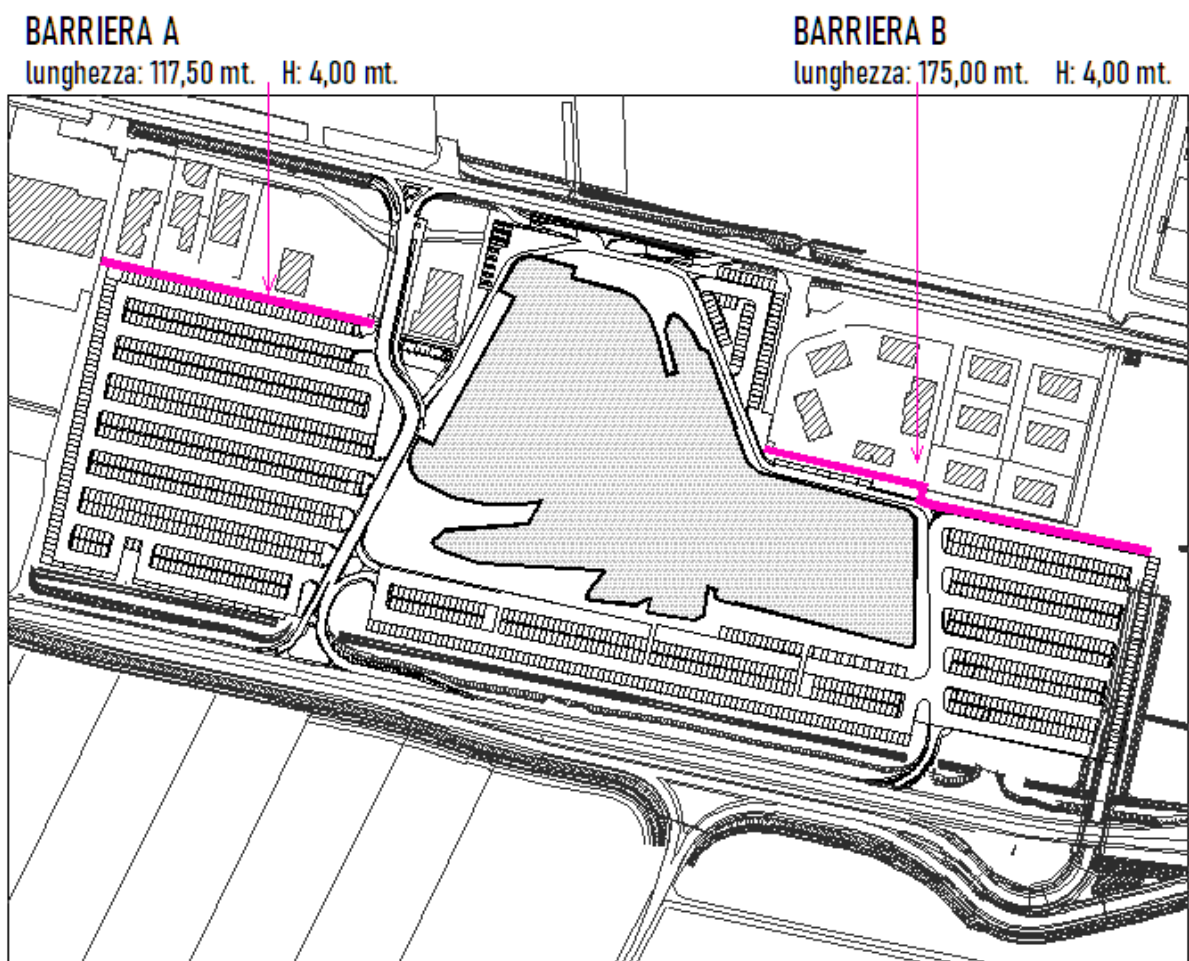 BARRIERA A
lunghezza: 117,50 mt. H: 4,00 mt.
BARRIERA B
lunghezza: 175,00 mt. H: 4,00 mt.